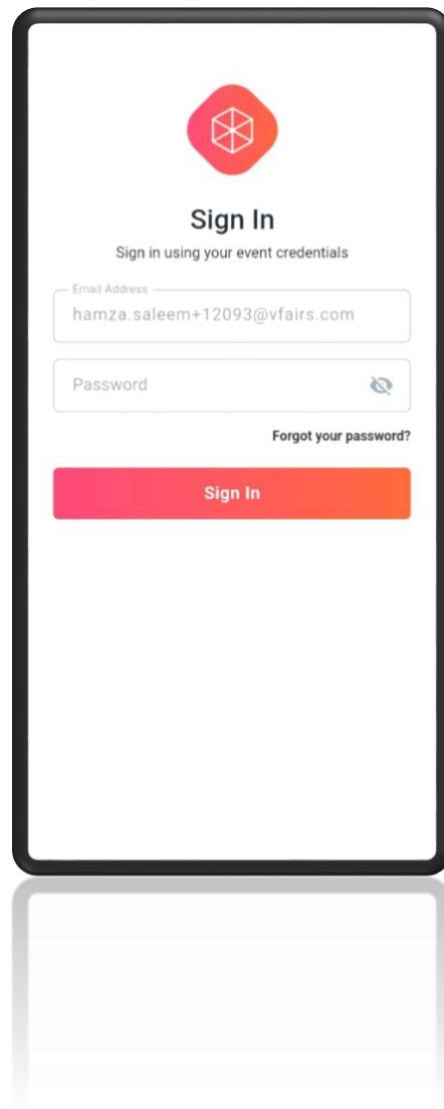 Sign In
Sign in using your event credentials
Email Address
hamza.saleem+12093@vfairs.com
Password
Forgot your password?
Sign In